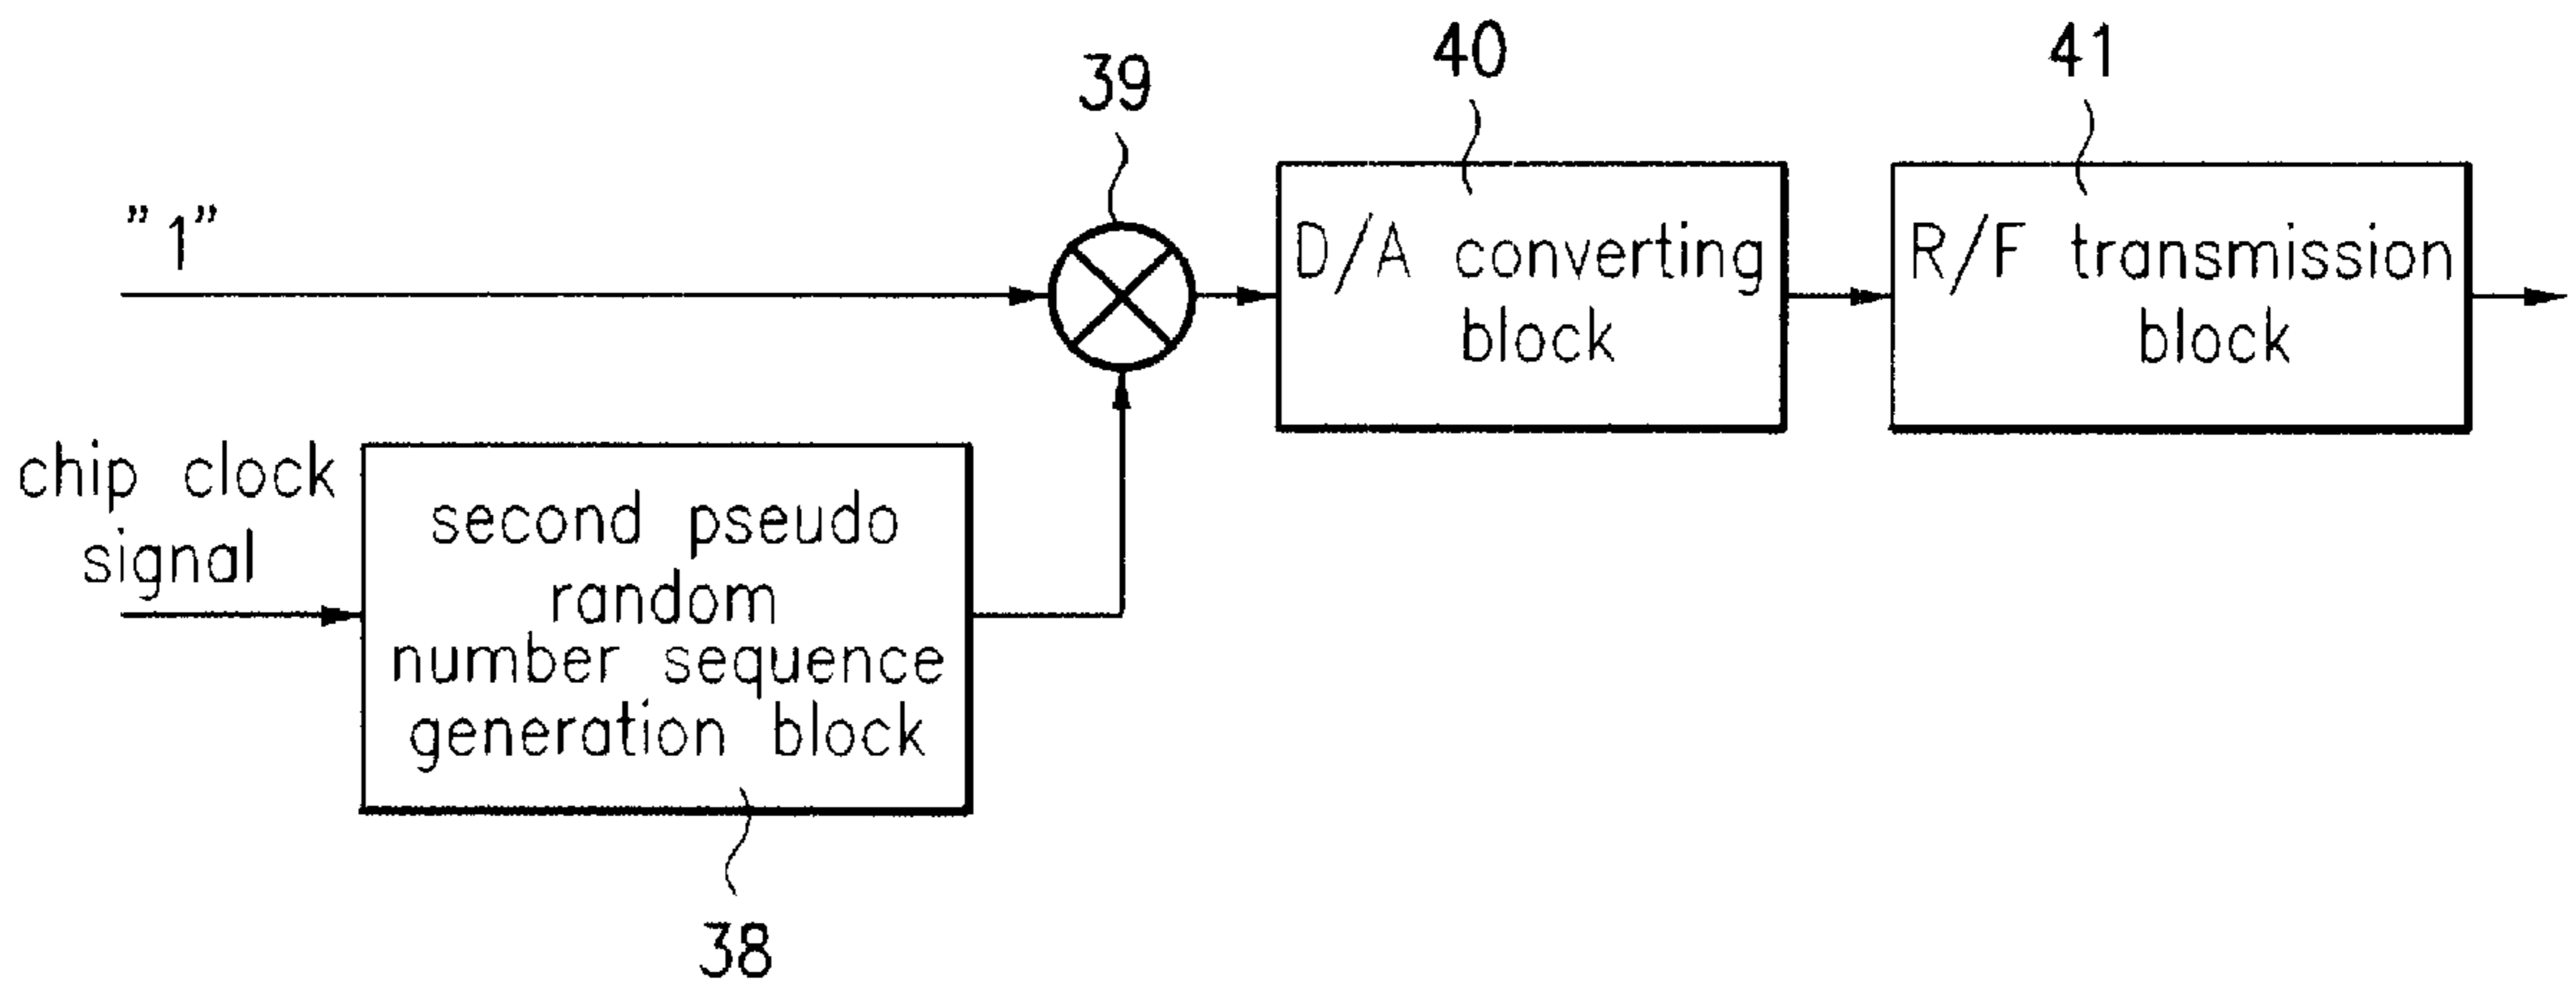 40
41
39
"1"
D/A converting
block
R/F transmission
block
chip clock
signal
second pseudo
random
number sequence
generation block
38